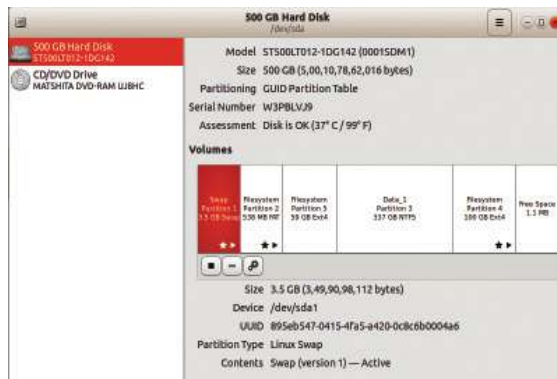 500 GB Hard Disk
/dev/sda
500 GB Hard Disk
ST500LT012-1DG142
CD/DVD Drive
MATSHITA DVD-RAM UJ8HC
Model ST500LT012-1DG142 (0001SDM1)
Size 500 GB (5,00,10,78,62,016 bytes)
Partitioning GUID Partition Table
Serial Number W3PBLVJ9
Assessment Disk is OK (37° C / 99° F)
Volumes
Swap
Partition 1
3.5 GB Swap
Filesystem
Partition 2
538 MB FAT
Filesystem
Partition 5
59 GB Ext4
Data_1
Partition 3
337 GB NTFS
Filesystem
Partition 4
100 GB Ext4
Free Space
1.1 MB
Size 3.5 GB (3,49,90,98,112 bytes)
Device /dev/sda1
UUID 895eb547-0415-4fa5-a420-0c8c6b0004a6
Partition Type Linux Swap
Contents Swap (version 1) — Active